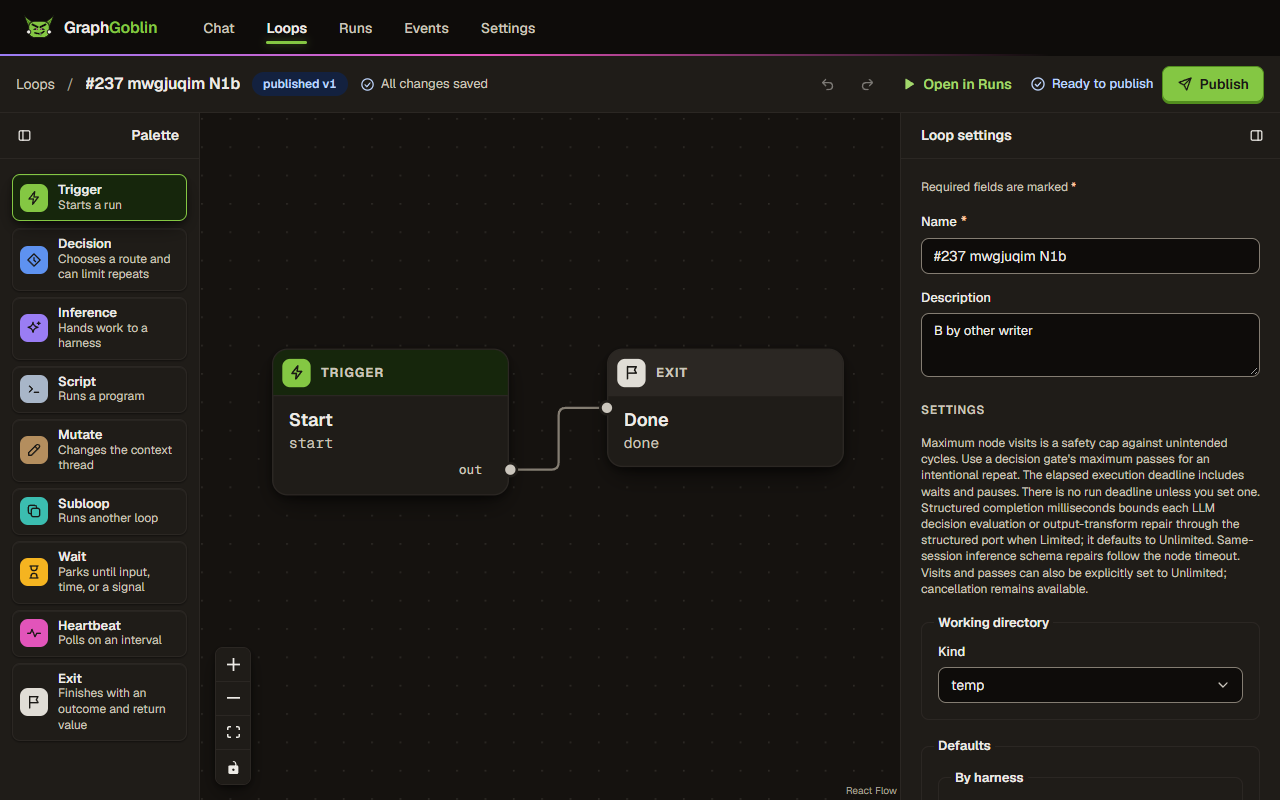 GraphGoblin
Chat
Loops
Runs
Events
Settings
Loops / #237 mwgjuqim N1b
published v1
All changes saved
Open in Runs
Ready to publish
Publish
Palette
Trigger
Starts a run
Decision
Chooses a route and
can limit repeats
Inference
Hands work to a
harness
Script
Runs a program
Mutate
Changes the context
thread
Subloop
Runs another loop
Wait
Parks until input,
time, or a signal
Heartbeat
Polls on an interval
Exit
Finishes with an
outcome and return
value
TRIGGER
Start
start
out
EXIT
Done
done
React Flow
Loop settings
Required fields are marked *
Name *
#237 mwgjuqim N1b
Description
B by other writer
SETTINGS
Maximum node visits is a safety cap against unintended
cycles. Use a decision gate's maximum passes for an
intentional repeat. The elapsed execution deadline includes
waits and pauses. There is no run deadline unless you set one.
Structured completion milliseconds bounds each LLM
decision evaluation or output-transform repair through the
structured port when Limited; it defaults to Unlimited. Same-
session inference schema repairs follow the node timeout.
Visits and passes can also be explicitly set to Unlimited;
cancellation remains available.
Working directory
Kind
temp
Defaults
By harness